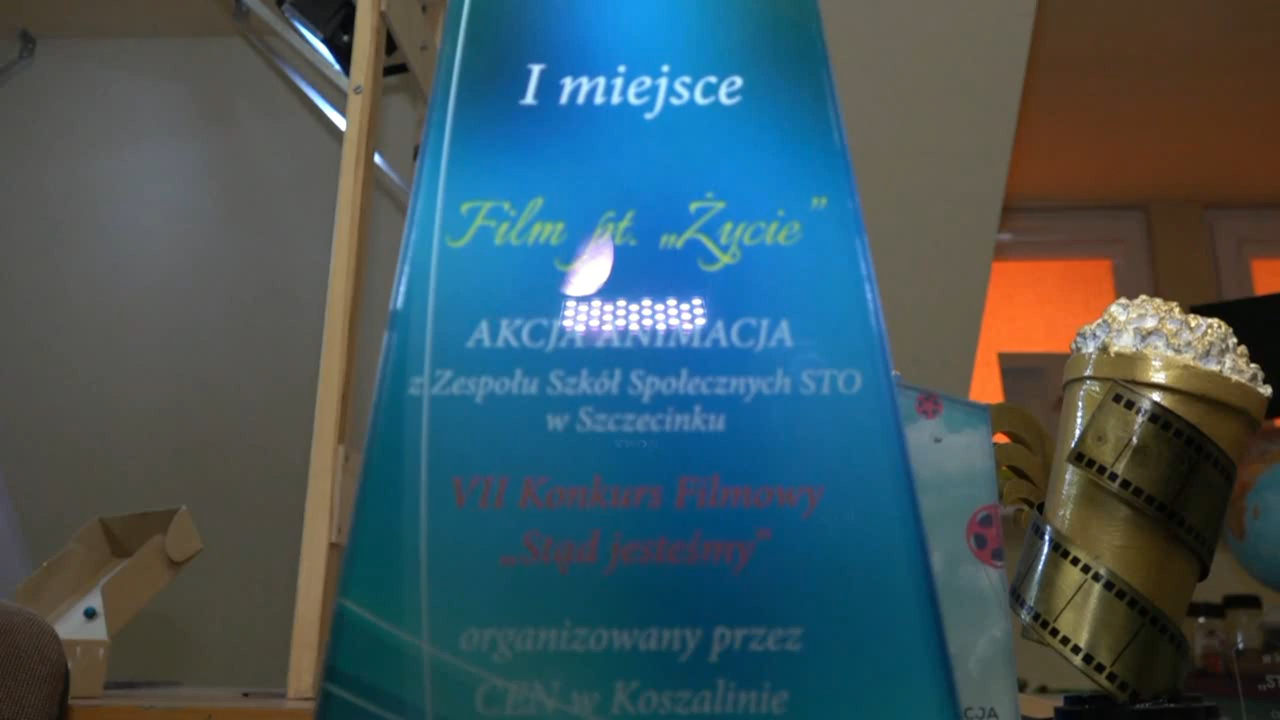 I miejsce
Film pt. „Życie”
AKCJA ANIMACJA
z Zespołu Szkół Społecznych STO
w Szczecinku
VII Konkurs Filmowy
„Stąd jesteśmy”
organizowany przez
CEN w Koszalinie
CJA